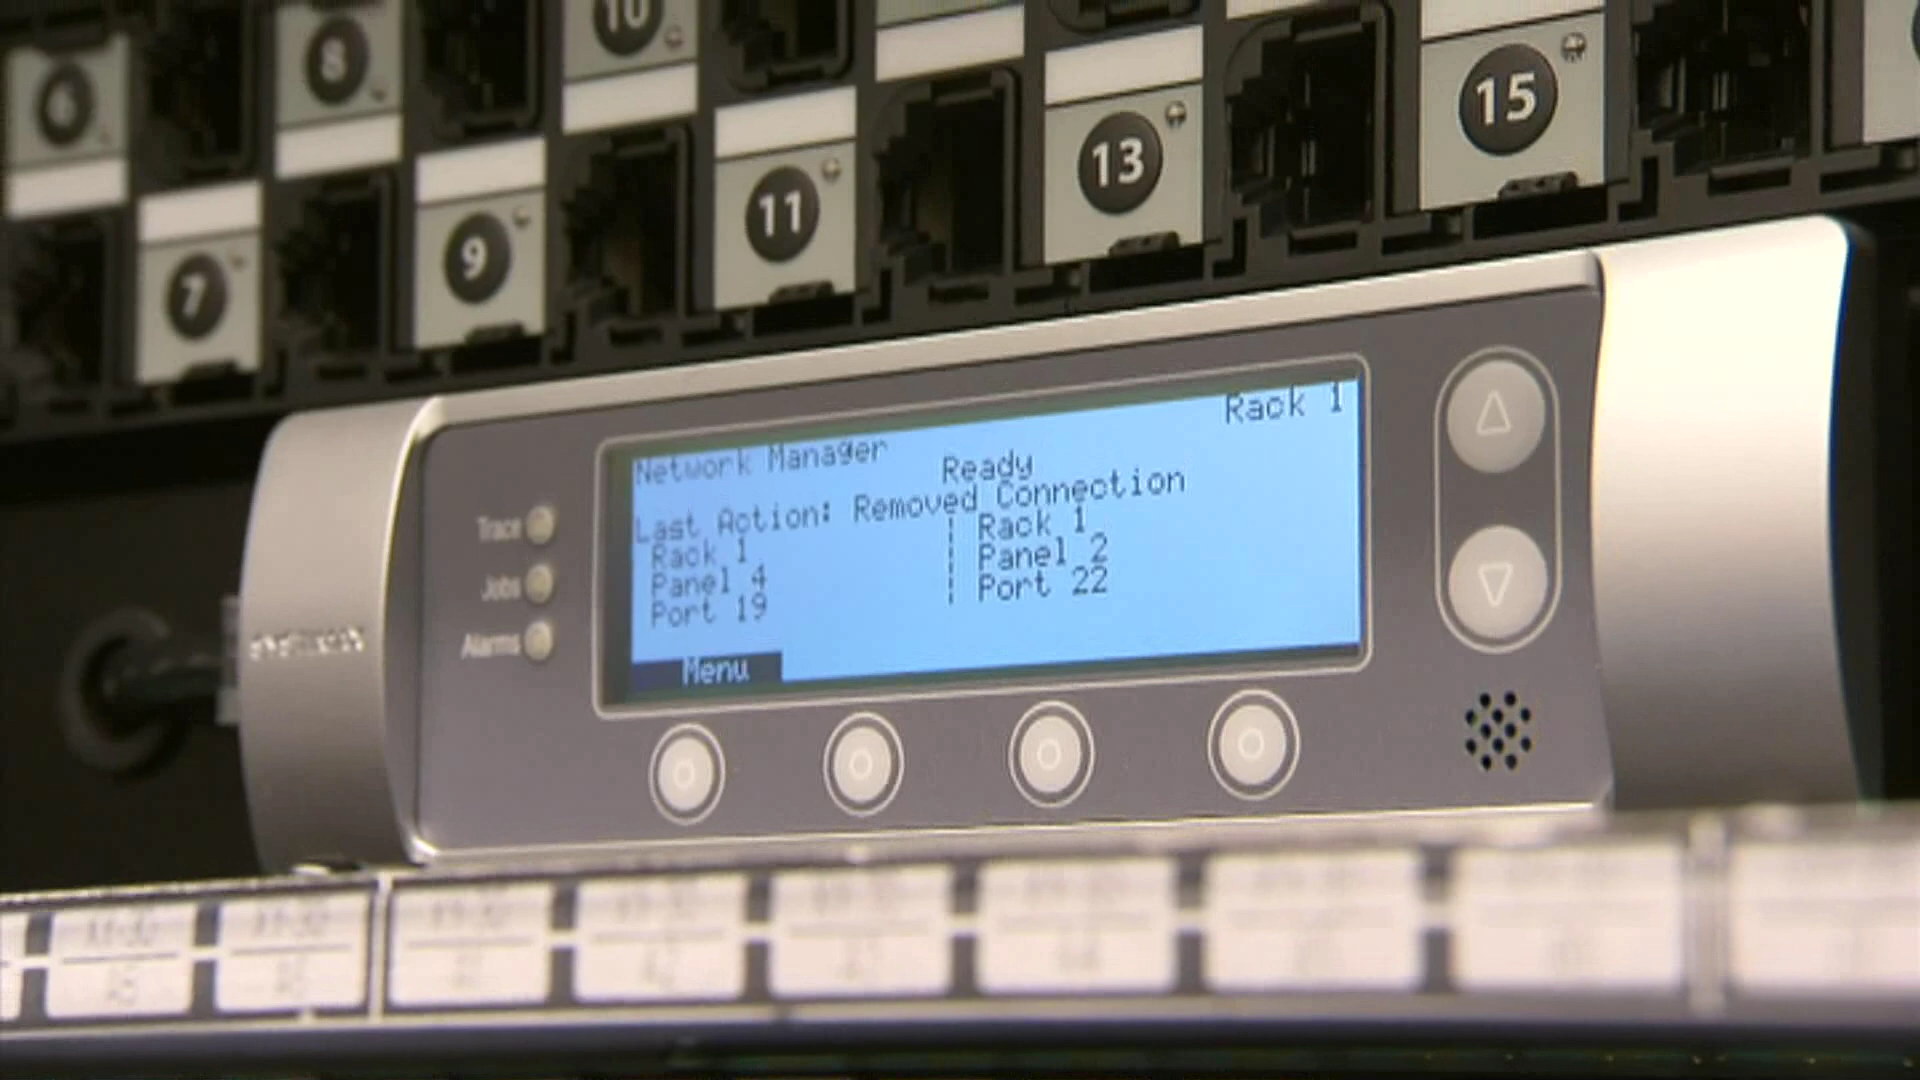 10
8
15
13
11
9
7
Rack 1
Network Manager
Ready
Last Action: Removed Connection
Rack 1 Rack 1
Panel 4 Panel 2
Port 19 Port 22
Menu
Trace
Jobs
Alarms